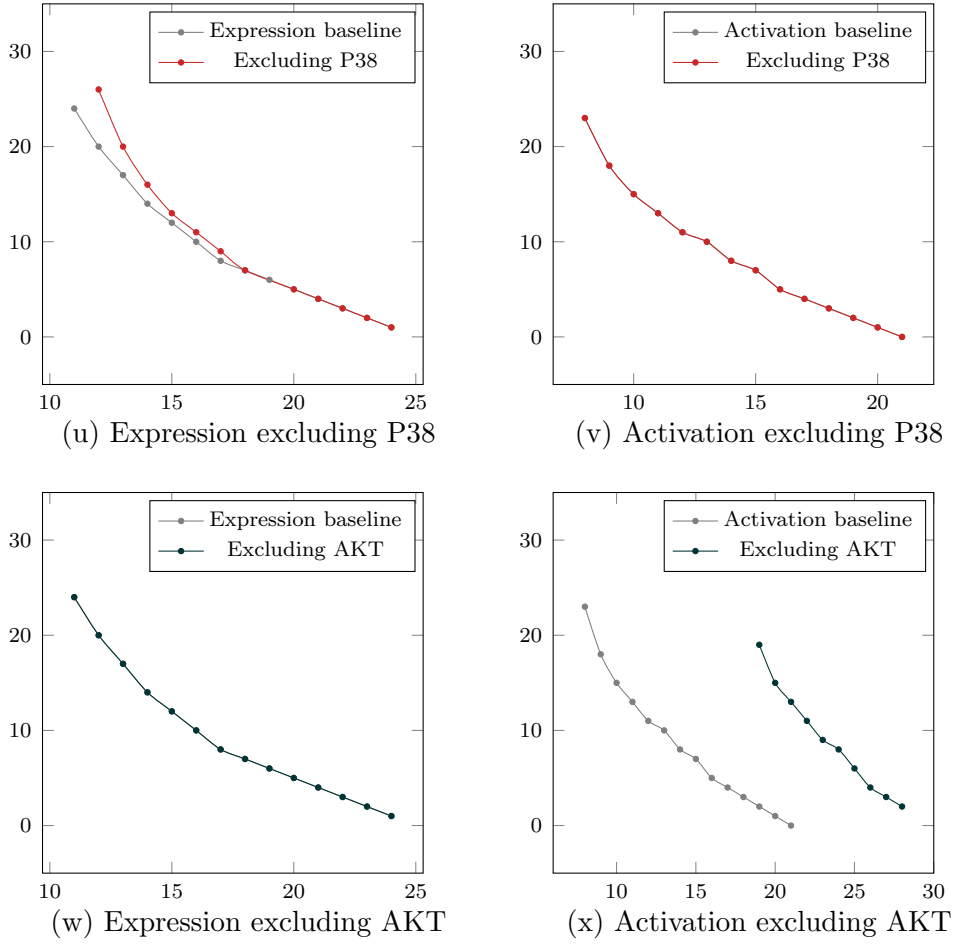 Expression baseline
Excluding P38
30
20
10
0
10 15 20 25
(u) Expression excluding P38
Activation baseline
Excluding P38
30
20
10
0
10 15 20
(v) Activation excluding P38
Expression baseline
Excluding AKT
30
20
10
0
10 15 20 25
(w) Expression excluding AKT
Activation baseline
Excluding AKT
30
20
10
0
10 15 20 25 30
(x) Activation excluding AKT